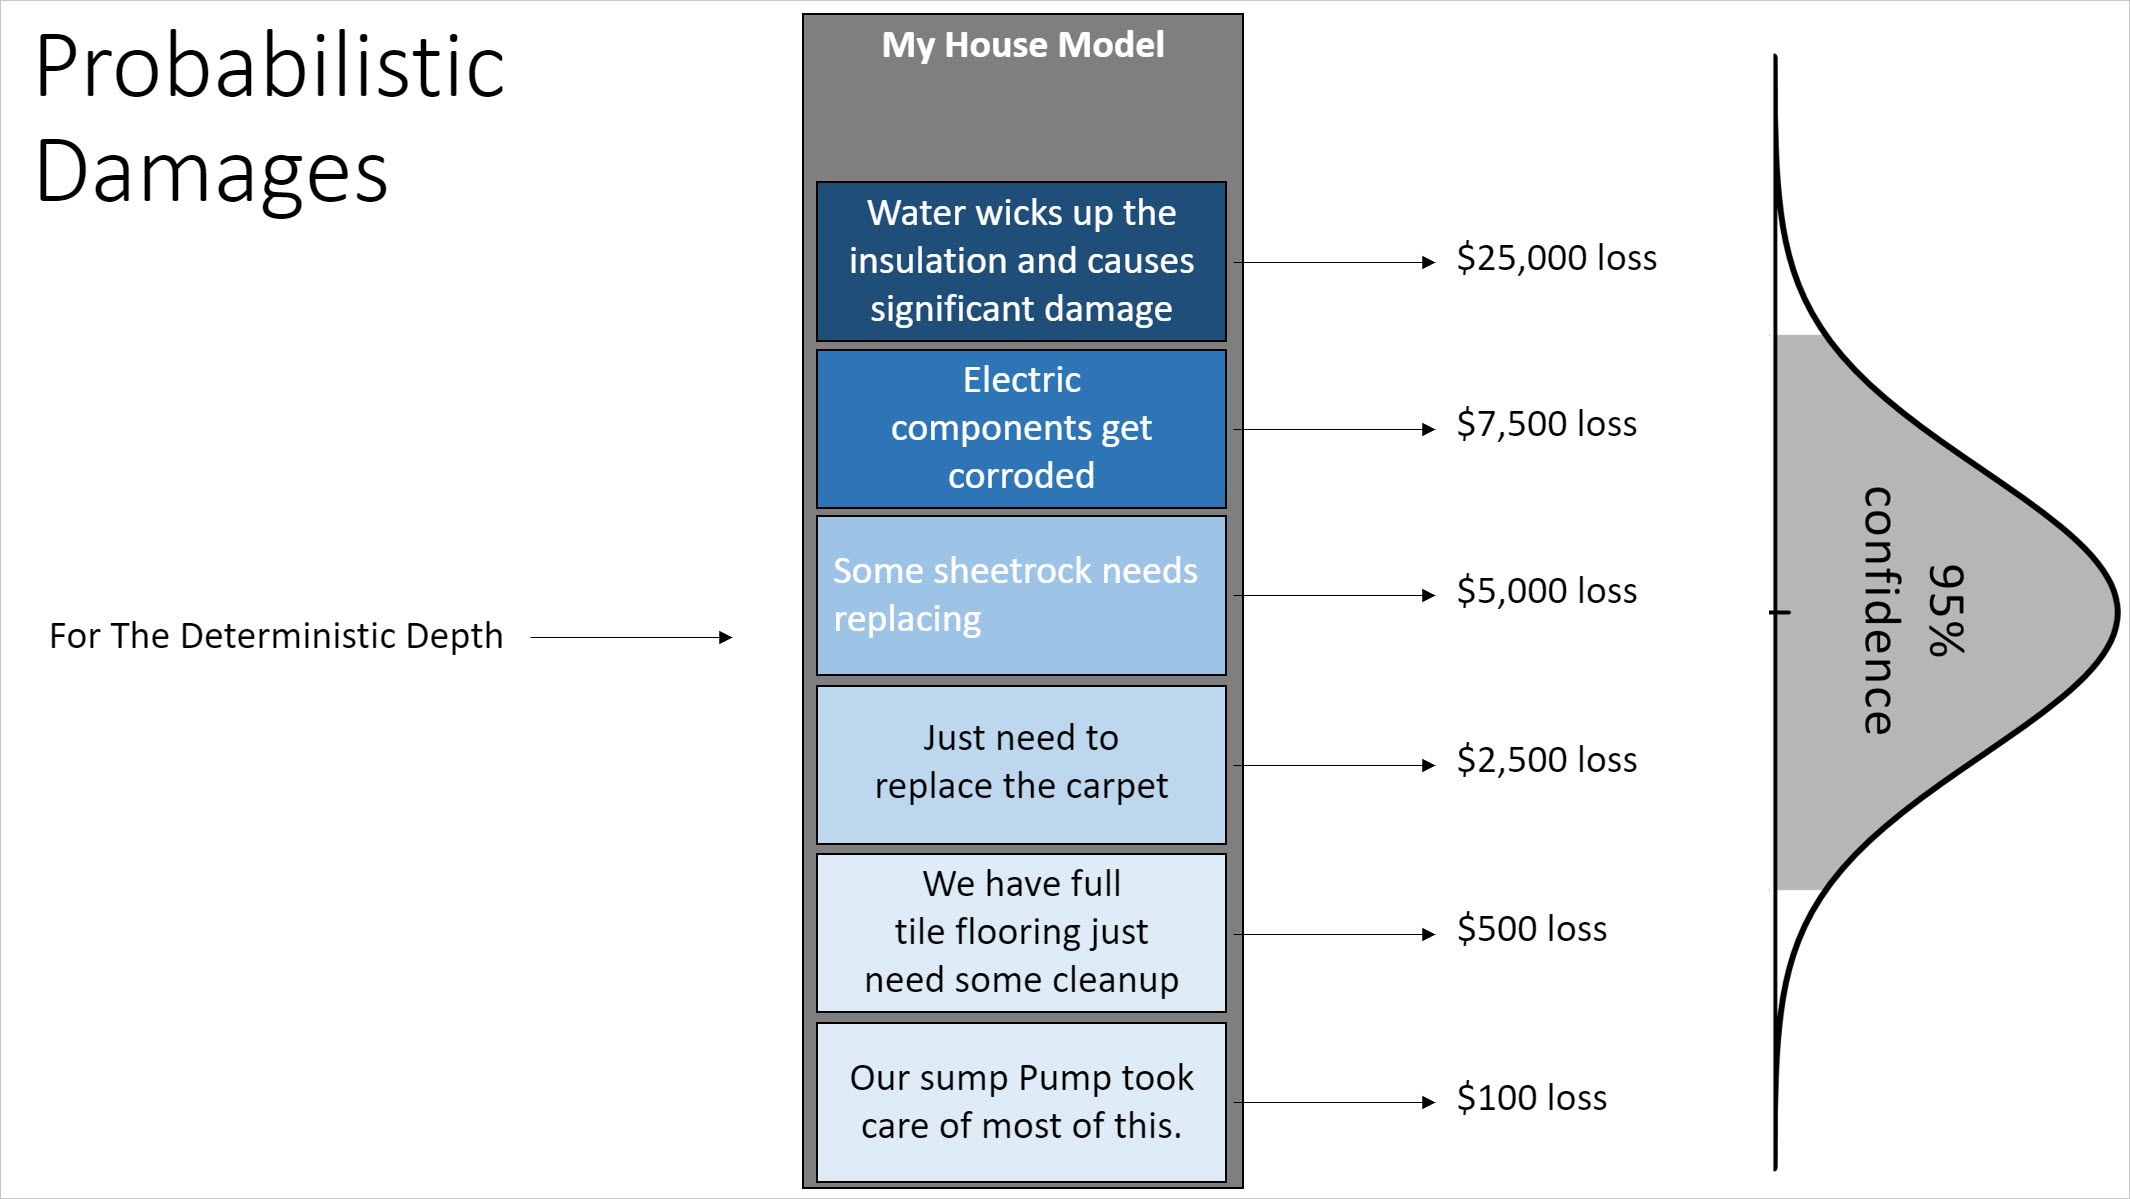 Probabilistic
Damages
My House Model
Water wicks up the
insulation and causes
significant damage
$25,000 loss
Electric
components get
corroded
$7,500 loss
Some sheetrock needs
replacing
$5,000 loss
For The Deterministic Depth
Just need to
replace the carpet
$2,500 loss
We have full
tile flooring just
need some cleanup
$500 loss
Our sump Pump took
care of most of this.
$100 loss
95%
confidence